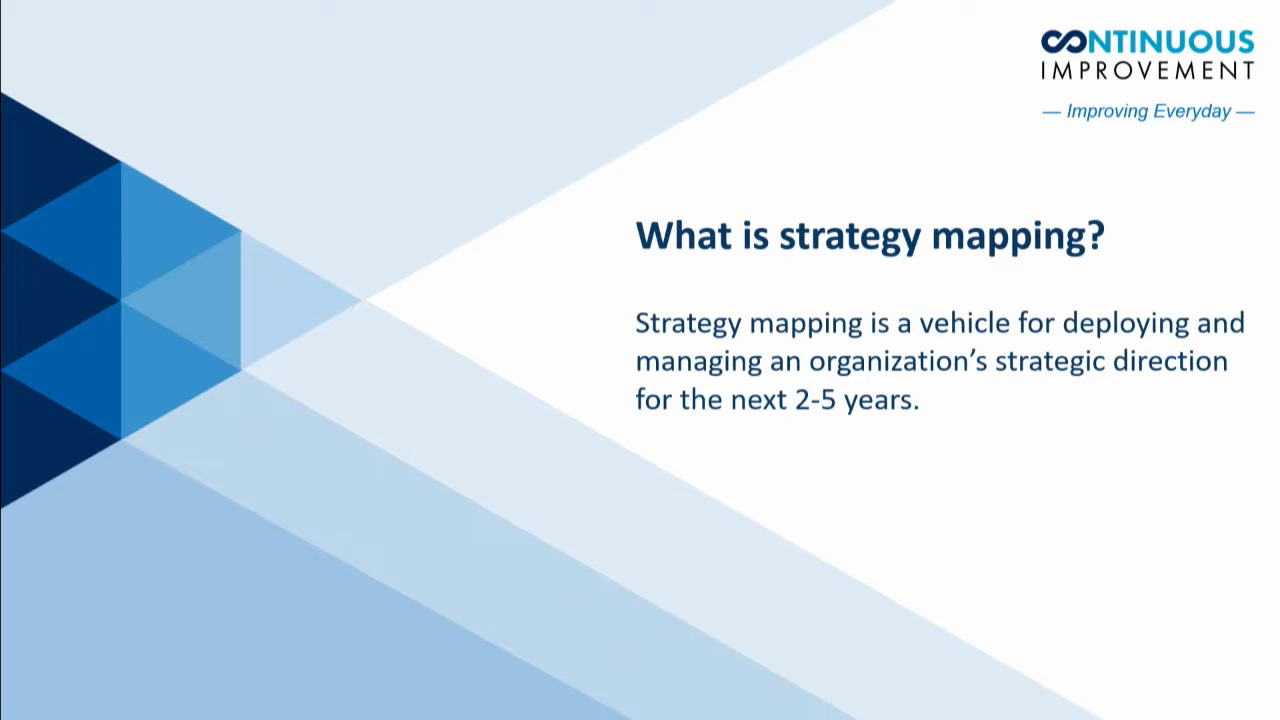 CONTINUOUS
IMPROVEMENT
— Improving Everyday —
What is strategy mapping?
Strategy mapping is a vehicle for deploying and
managing an organization’s strategic direction
for the next 2-5 years.